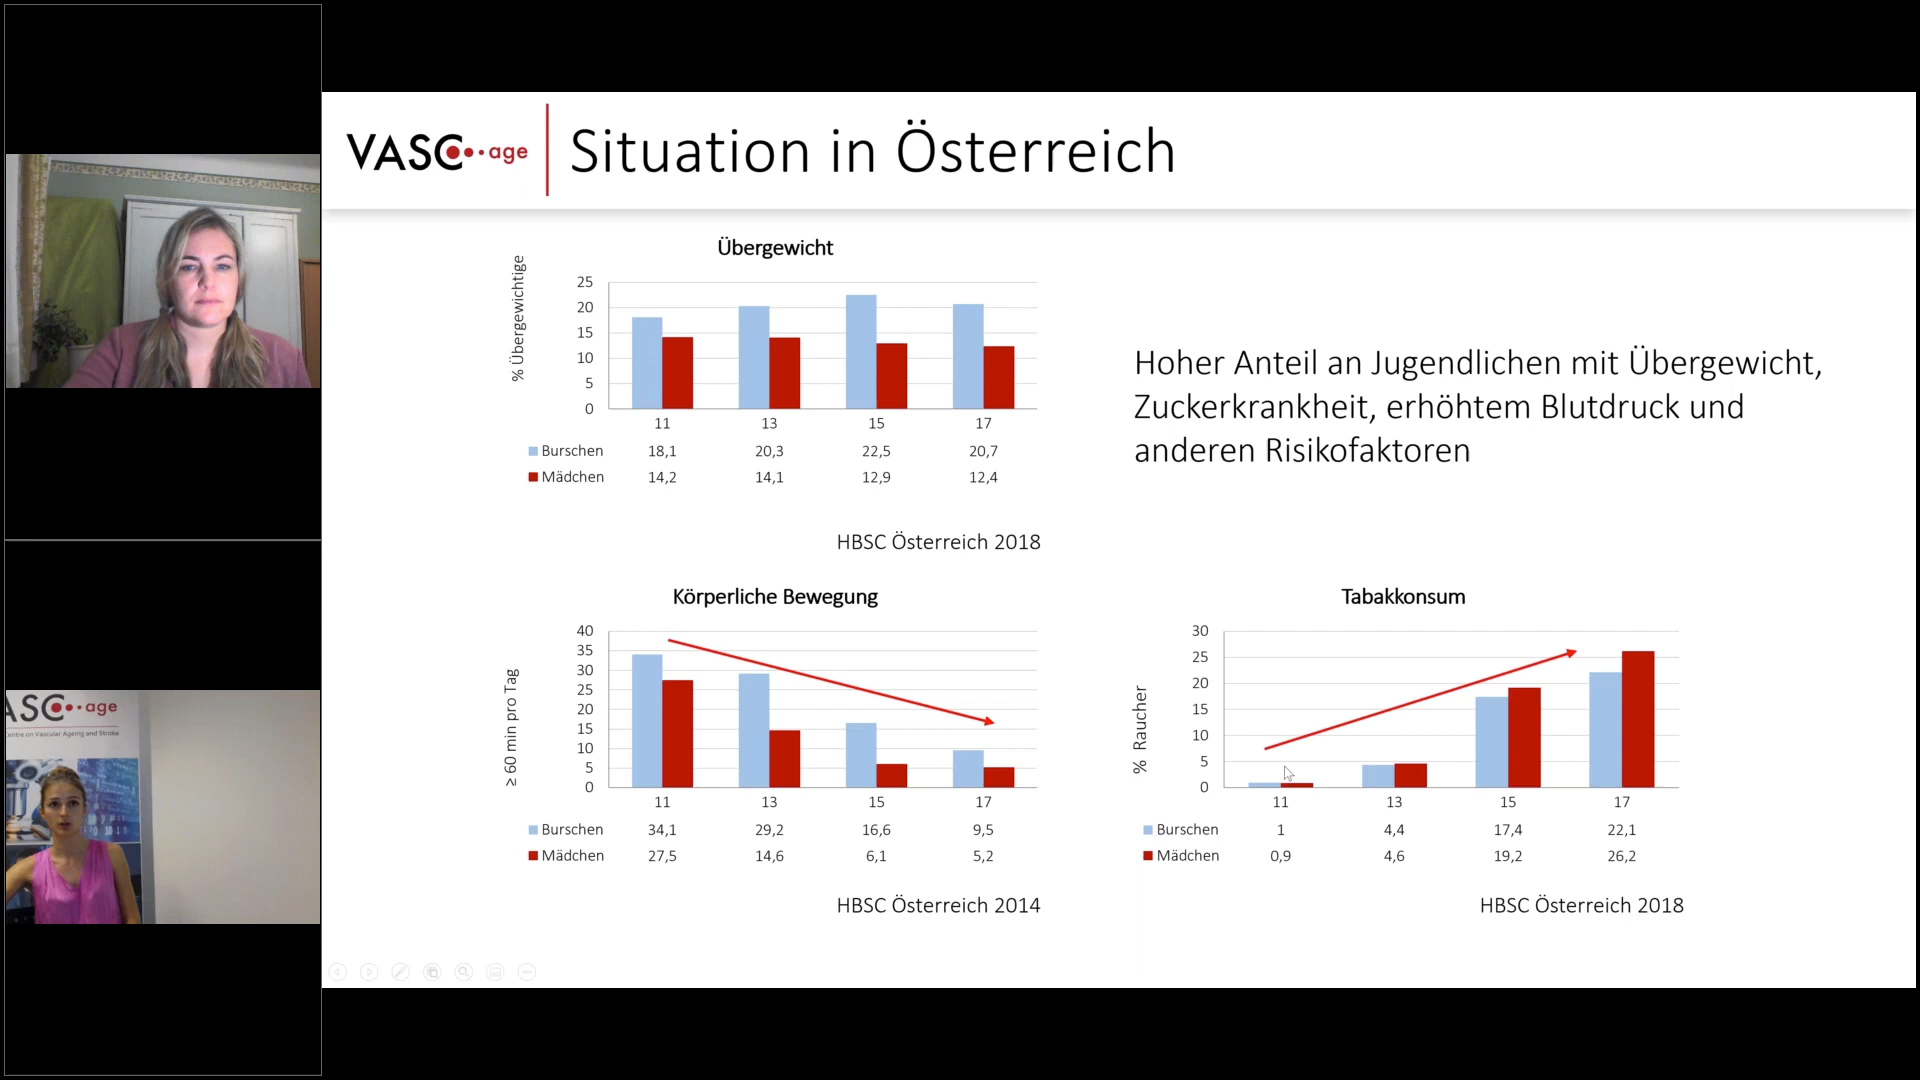 VASC age
Situation in Österreich
Übergewicht
% Übergewichtige
25
20
15
10
5
0
11 13 15 17
Burschen 18,1 20,3 22,5 20,7
Mädchen 14,2 14,1 12,9 12,4
HBSC Österreich 2018
Hoher Anteil an Jugendlichen mit Übergewicht,
Zuckerkrankheit, erhöhtem Blutdruck und
anderen Risikofaktoren
Körperliche Bewegung
≥ 60 min pro Tag
40
35
30
25
20
15
10
5
0
11 13 15 17
Burschen 34,1 29,2 16,6 9,5
Mädchen 27,5 14,6 6,1 5,2
HBSC Österreich 2014
Tabakkonsum
% Raucher
30
25
20
15
10
5
0
11 13 15 17
Burschen 1 4,4 17,4 22,1
Mädchen 0,9 4,6 19,2 26,2
HBSC Österreich 2018
ASC age
Centre on Vascular Ageing and Stroke